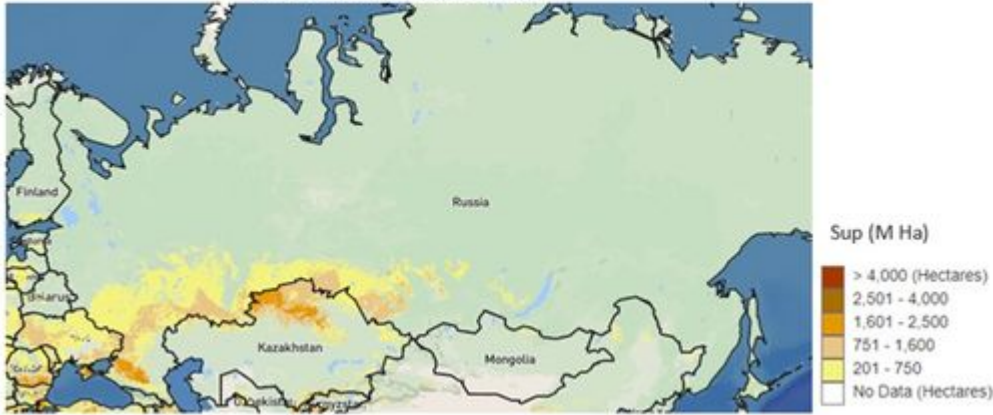 Finland
Russia
Kazakhstan
Mongolia
Sup (M Ha)
> 4,000 (Hectares)
2,501 - 4,000
1,601 - 2,500
751 - 1,600
201 - 750
No Data (Hectares)